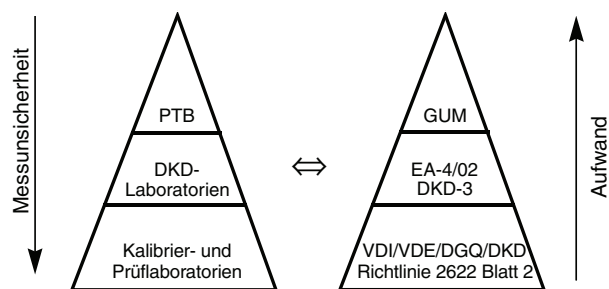 Messunsicherheit
PTB
DKD-
Laboratorien
Kalibrier- und
Prüflaboratorien
⇔
GUM
EA-4/02
DKD-3
VDI/VDE/DGQ/DKD
Richtlinie 2622 Blatt 2
Aufwand